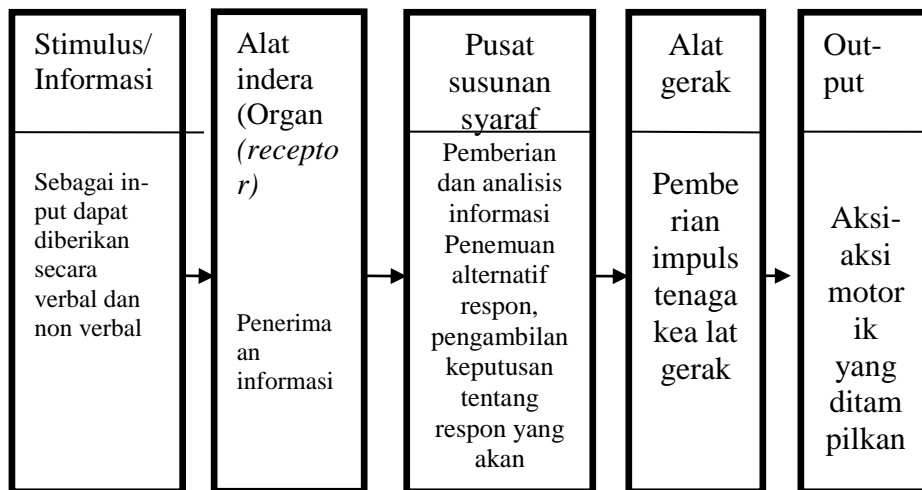 Stimulus/
Informasi
Sebagai in-
put dapat
diberikan
secara
verbal dan
non verbal
Alat
indera
(Organ
(recepto
r)
Penerima
an
informasi
Pusat
susunan
syaraf
Pemberian
dan analisis
informasi
Penemuan
alternatif
respon,
pengambilan
keputusan
tentang
respon yang
akan
Alat
gerak
Pembe
rian
impuls
tenaga
kea lat
gerak
Out-
put
Aksi-
aksi
motor
ik
yang
ditam
pilkan